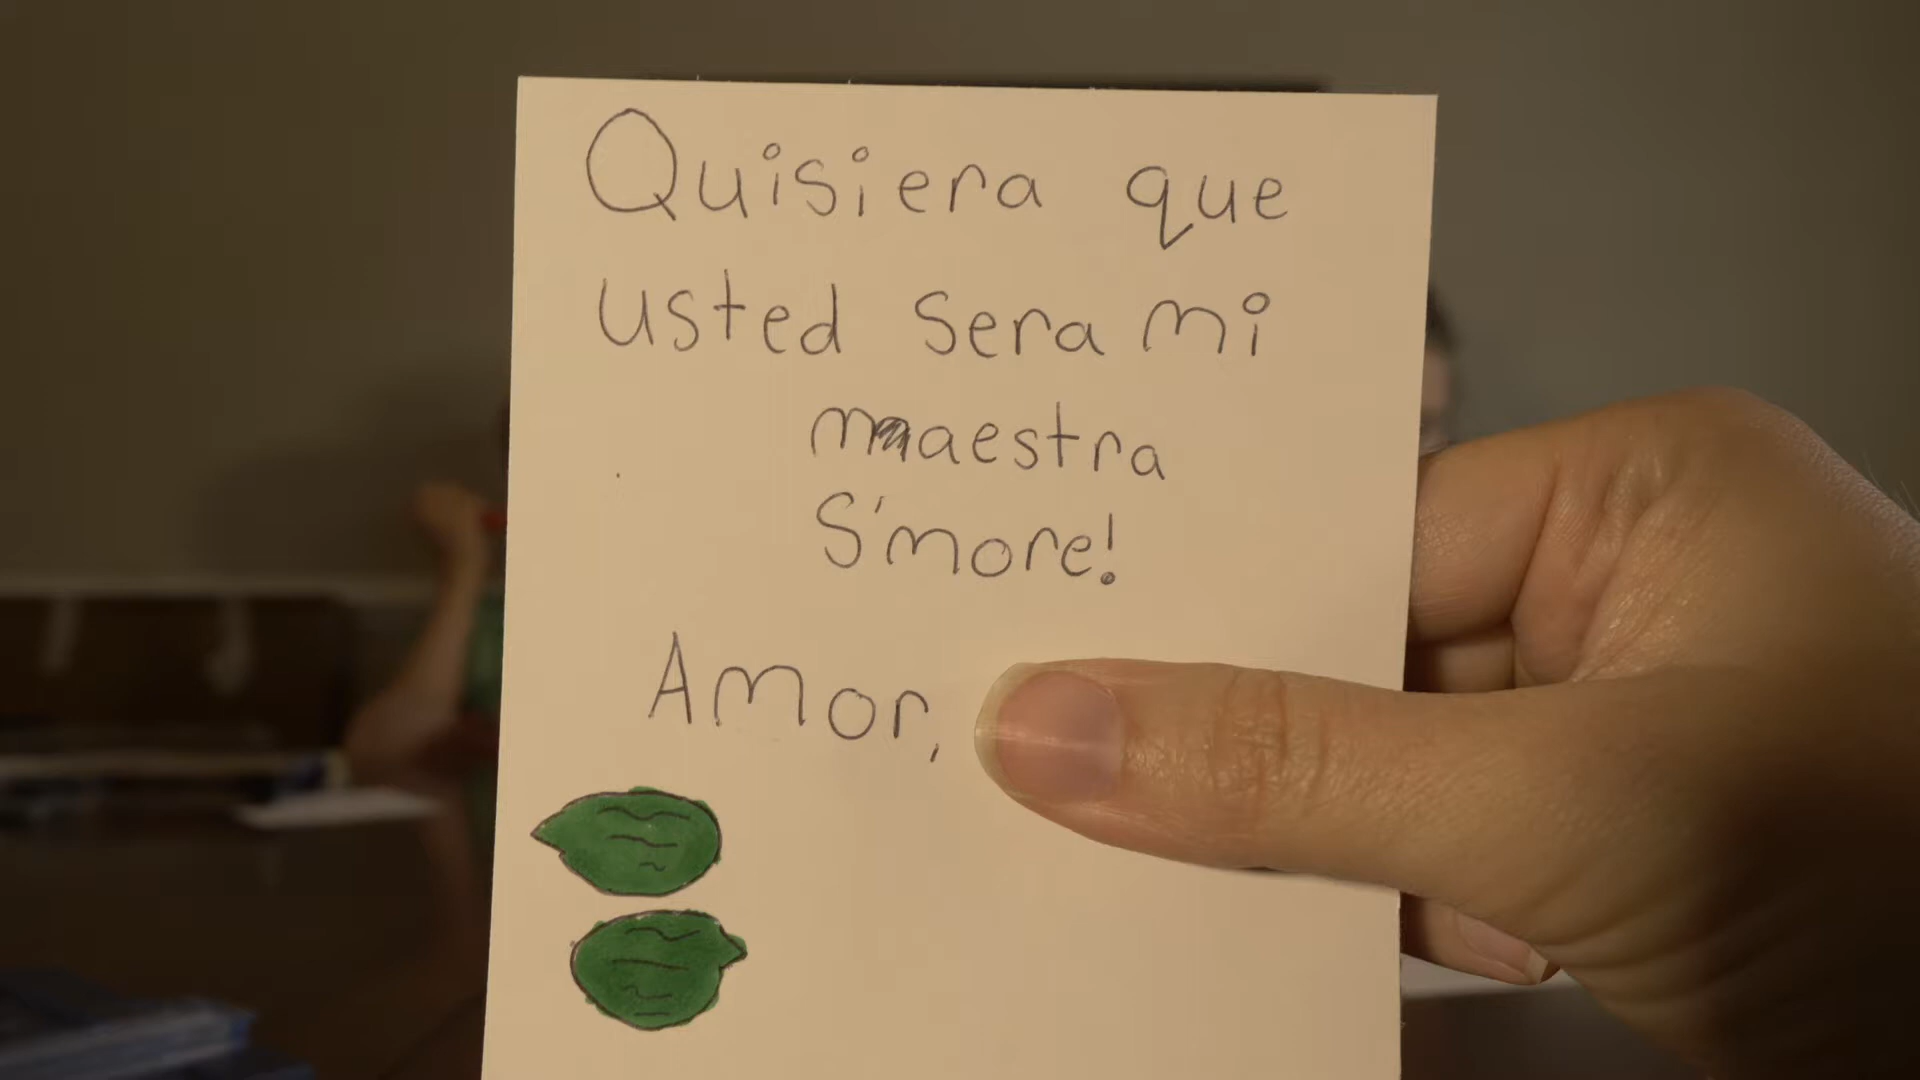 Quisiera que
usted sera mi
maestra
S'more!
Amor,